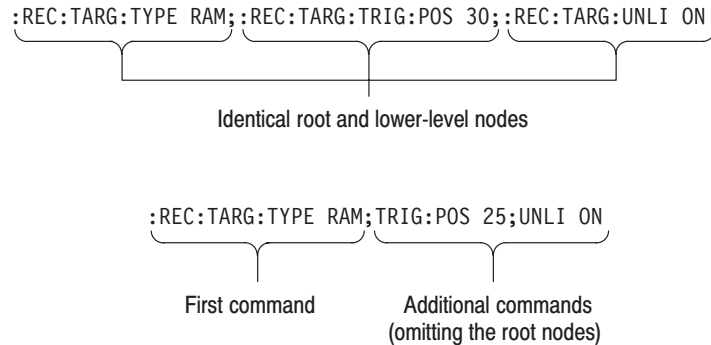 :REC:TARG:TYPE RAM;:REC:TARG:TRIG:POS 30;:REC:TARG:UNLI ON
Identical root and lower-level nodes
:REC:TARG:TYPE RAM;TRIG:POS 25;UNLI ON
First command
Additional commands
(omitting the root nodes)